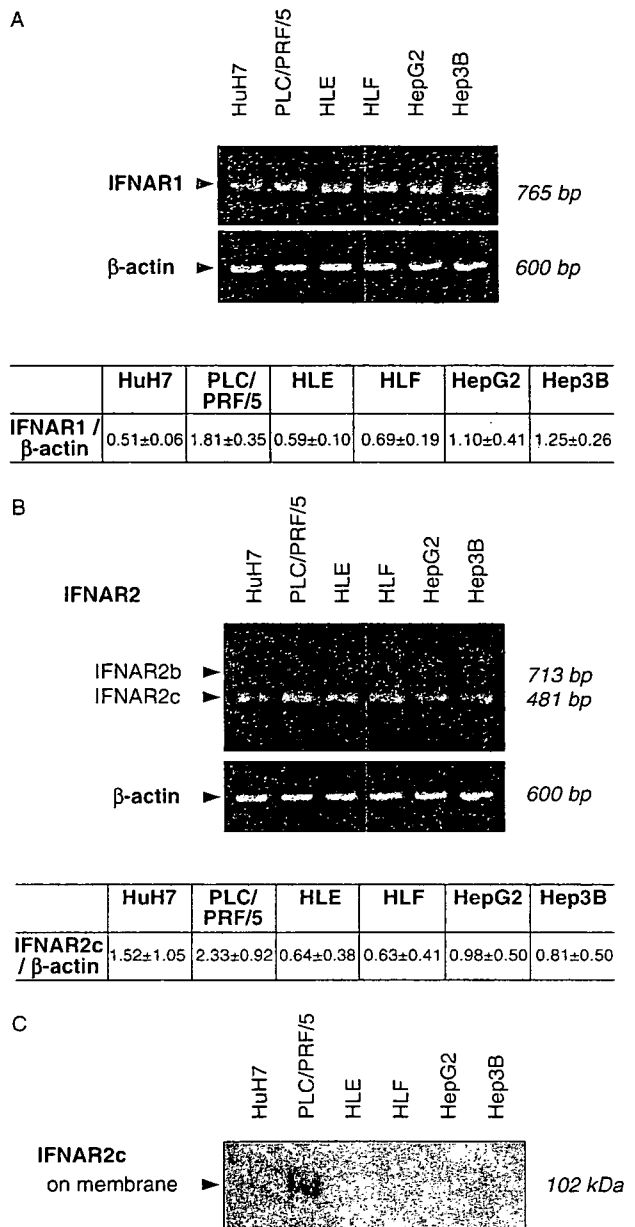 A
HuH7 PLC/PRF/5 HLE HLF HepG2 Hep3B
IFNAR1 765 bp
β-actin 600 bp
HuH7 PLC/PRF/5 HLE HLF HepG2 Hep3B
IFNAR1 / β-actin 0.51±0.06 1.81±0.35 0.59±0.10 0.69±0.19 1.10±0.41 1.25±0.26
B
HuH7 PLC/PRF/5 HLE HLF HepG2 Hep3B
IFNAR2
IFNAR2b 713 bp
IFNAR2c 481 bp
β-actin 600 bp
HuH7 PLC/PRF/5 HLE HLF HepG2 Hep3B
IFNAR2c / β-actin 1.52±1.05 2.33±0.92 0.64±0.38 0.63±0.41 0.98±0.50 0.81±0.50
C
HuH7 PLC/PRF/5 HLE HLF HepG2 Hep3B
IFNAR2c
on membrane 102 kDa